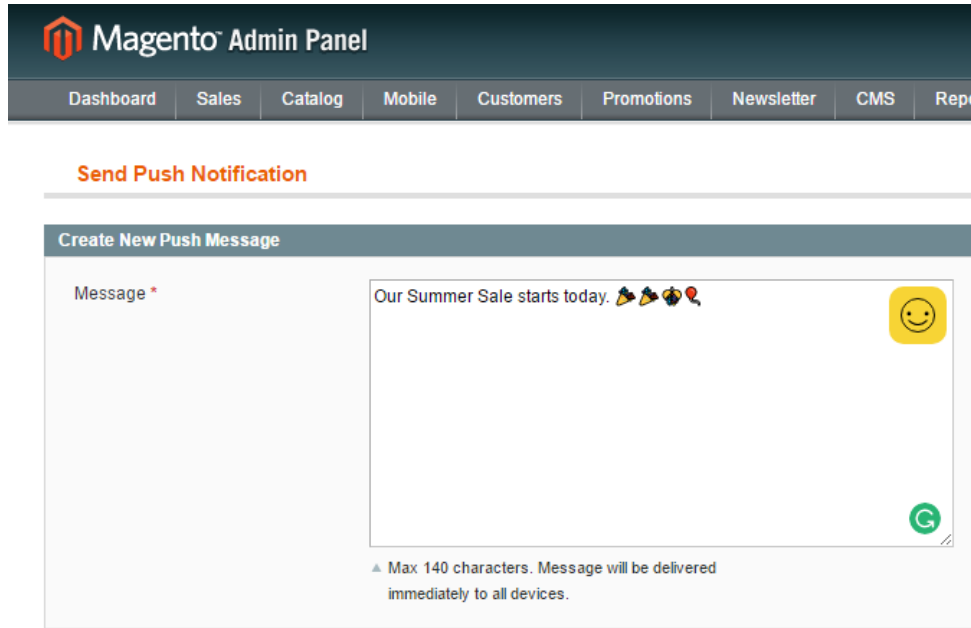 Magento™ Admin Panel
Dashboard Sales Catalog Mobile Customers Promotions Newsletter CMS
Send Push Notification
Create New Push Message
Message *
Our Summer Sale starts today. 🎉🎉🎊🎈
Max 140 characters. Message will be delivered
immediately to all devices.